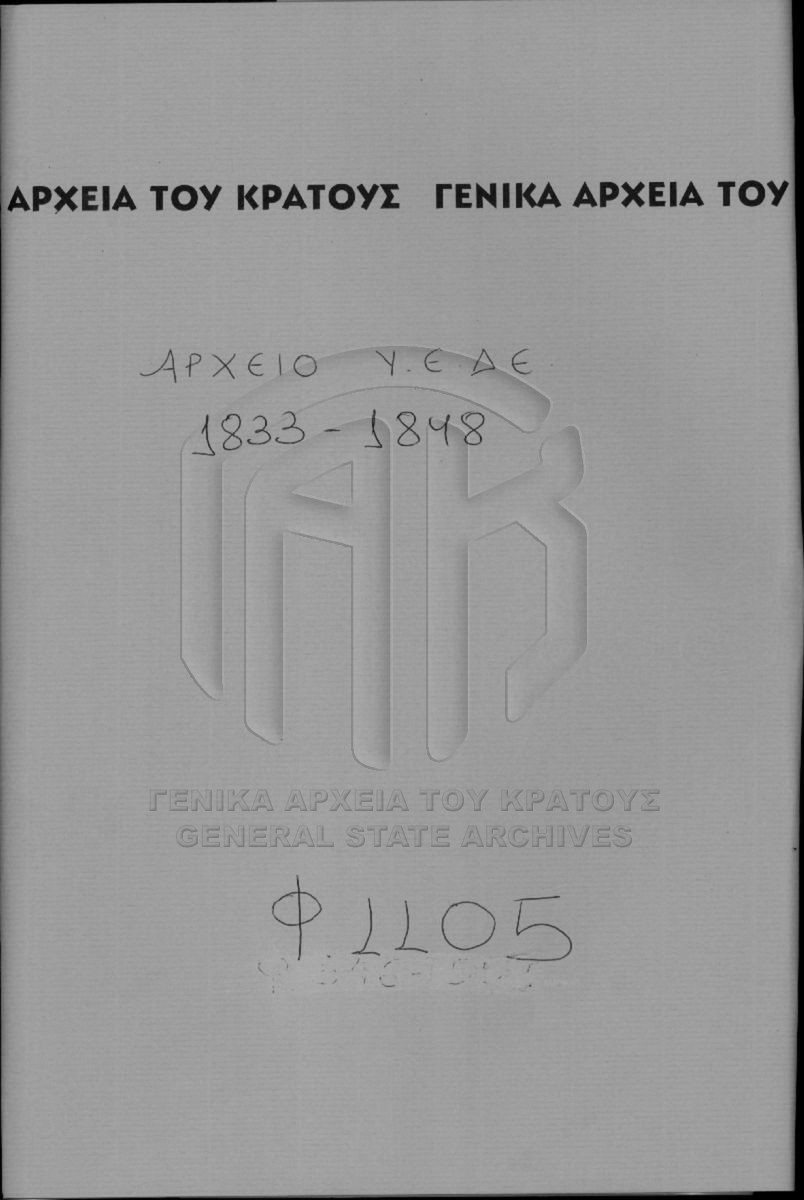 ΑΡΧΕΙΑ ΤΟΥ ΚΡΑΤΟΥΣ ΓΕΝΙΚΑ ΑΡΧΕΙΑ ΤΟΥ
ΑΡΧΕΙΟ Υ.Ε.ΔΕ
1833-1848
ΓΕΝΙΚΑ ΑΡΧΕΙΑ ΤΟΥ ΚΡΑΤΟΥΣ
GENERAL STATE ARCHIVES
Φ 1105